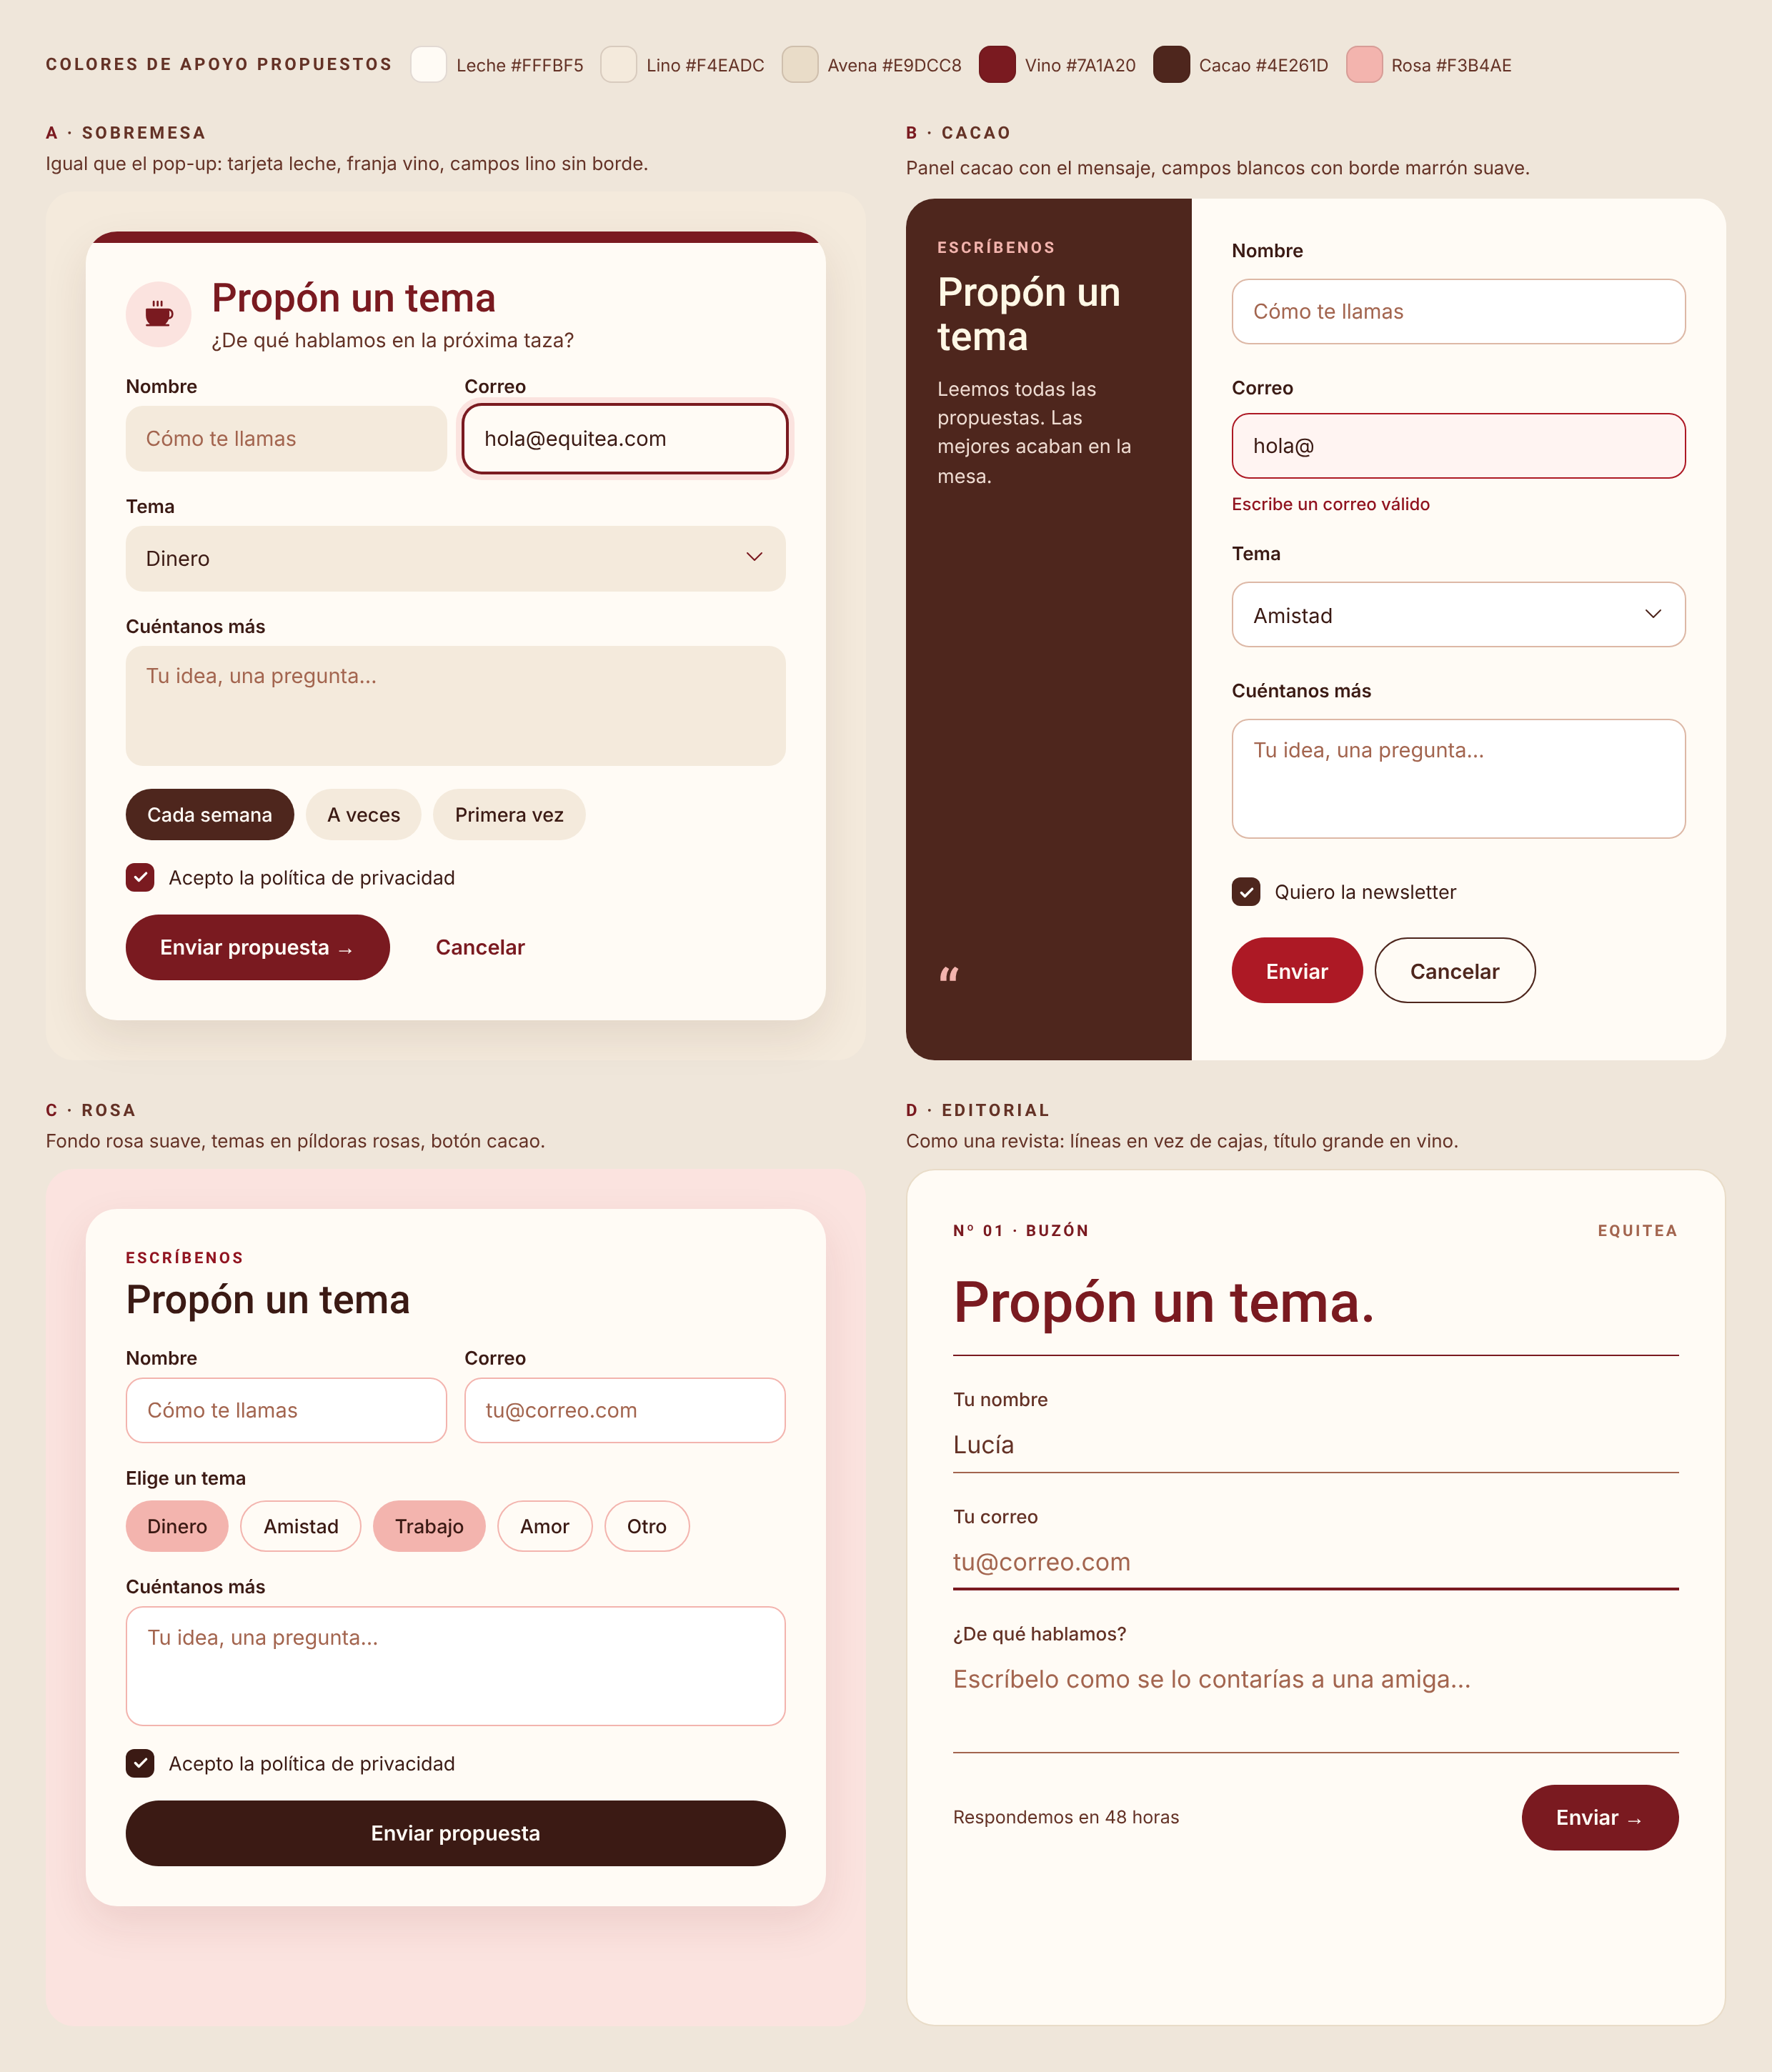 COLORES DE APOYO PROPUESTOS Leche #FFFBF5 Lino #F4EADC Avena #E9DCC8 Vino #7A1A20 Cacao #4E261D Rosa #F3B4AE
A · SOBREMESA
Igual que el pop-up: tarjeta leche, franja vino, campos lino sin borde.
Propón un tema
¿De qué hablamos en la próxima taza?
Nombre Correo
Cómo te llamas hola@equitea.com
Tema
Dinero
Cuéntanos más
Tu idea, una pregunta...
Cada semana A veces Primera vez
Acepto la política de privacidad
Enviar propuesta → Cancelar
B · CACAO
Panel cacao con el mensaje, campos blancos con borde marrón suave.
ESCRÍBENOS
Propón un
tema
Leemos todas las
propuestas. Las
mejores acaban en la
mesa.
“
Nombre
Cómo te llamas
Correo
hola@
Escribe un correo válido
Tema
Amistad
Cuéntanos más
Tu idea, una pregunta...
Quiero la newsletter
Enviar Cancelar
C · ROSA
Fondo rosa suave, temas en píldoras rosas, botón cacao.
ESCRÍBENOS
Propón un tema
Nombre Correo
Cómo te llamas tu@correo.com
Elige un tema
Dinero Amistad Trabajo Amor Otro
Cuéntanos más
Tu idea, una pregunta...
Acepto la política de privacidad
Enviar propuesta
D · EDITORIAL
Como una revista: líneas en vez de cajas, título grande en vino.
Nº 01 · BUZÓN EQUITEA
Propón un tema.
Tu nombre
Lucía
Tu correo
tu@correo.com
¿De qué hablamos?
Escríbelo como se lo contarías a una amiga...
Respondemos en 48 horas Enviar →